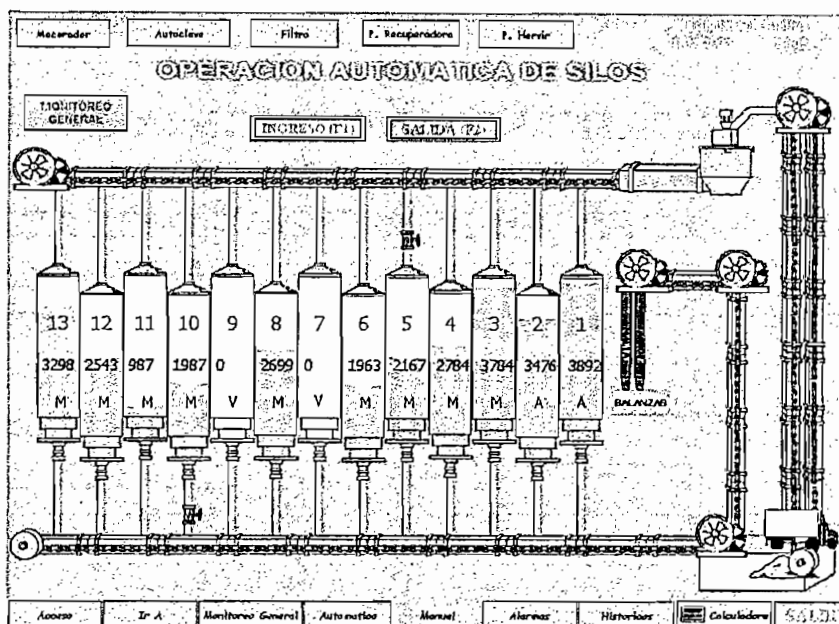 Macerador Autoclave Filtro P. Recuperadora P. Hervir
OPERACION AUTOMATICA DE SILOS
MONITOREO
GENERAL
INGRESO (F1) SALIDA (F2)
13 12 11 10 9 8 7 6 5 4 3 2 1
3298 2543 987 1987 0 2699 0 1963 2167 2784 3784 3476 3892
M M M M V M V M M M M A A
BALANZAS
Acceso Ir A Monitoreo General Automatico Manual Alarmas Historicos Calculadora